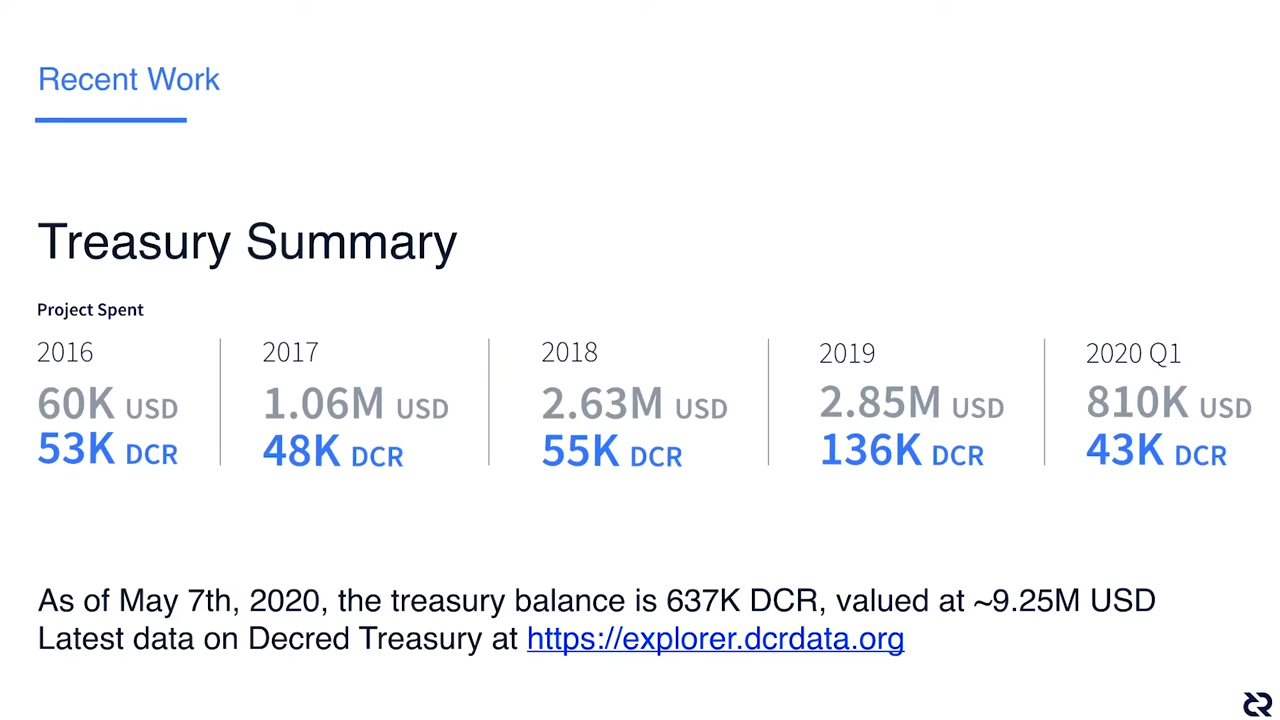 Recent Work
Treasury Summary
Project Spent
2016
60K USD
53K DCR
2017
1.06M USD
48K DCR
2018
2.63M USD
55K DCR
2019
2.85M USD
136K DCR
2020 Q1
810K USD
43K DCR
As of May 7th, 2020, the treasury balance is 637K DCR, valued at ~9.25M USD
Latest data on Decred Treasury at https://explorer.dcrdata.org